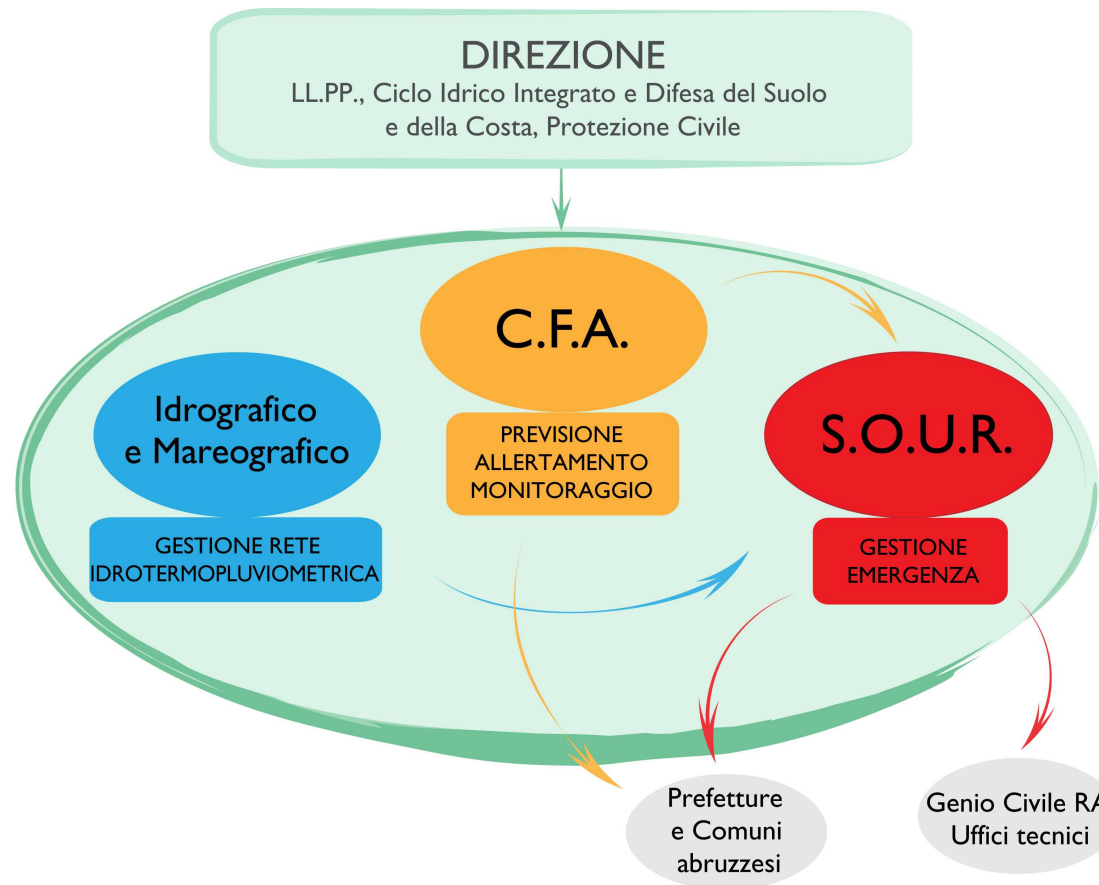 DIREZIONE
LL.PP., Ciclo Idrico Integrato e Difesa del Suolo
e della Costa, Protezione Civile
C.F.A.
PREVISIONE
ALLERTAMENTO
MONITORAGGIO
Idrografico
e Mareografico
GESTIONE RETE
IDROTERMOPLUVIOMETRICA
S.O.U.R.
GESTIONE
EMERGENZA
Prefetture
e Comuni
abruzzesi
Genio Civile RA
Uffici tecnici